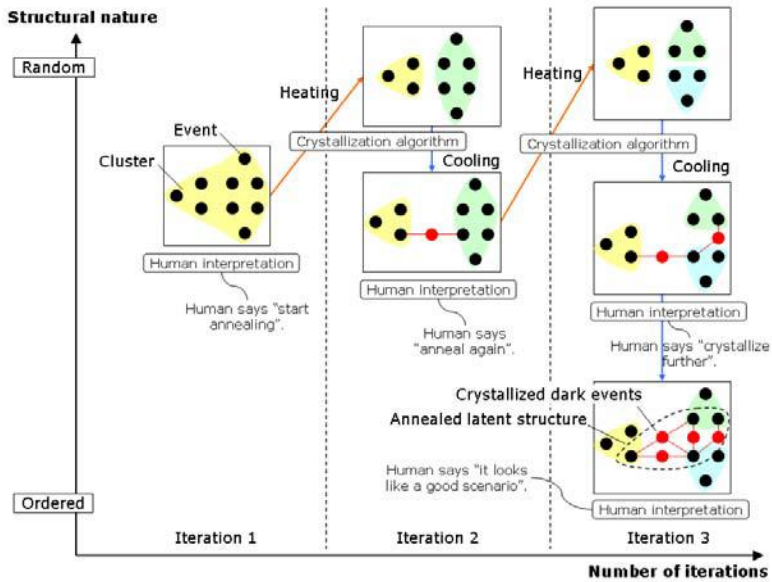 Structural nature
Random
Heating
Event
Cluster
Crystallization algorithm
Cooling
Human interpretation
Human says "start
annealing".
Human interpretation
Human says
"anneal again".
Heating
Crystallization algorithm
Cooling
Human interpretation
Human says "crystallize
further".
Crystallized dark events
Annealed latent structure
Human says "it looks
like a good scenario".
Human interpretation
Ordered
Iteration 1
Iteration 2
Iteration 3
Number of iterations